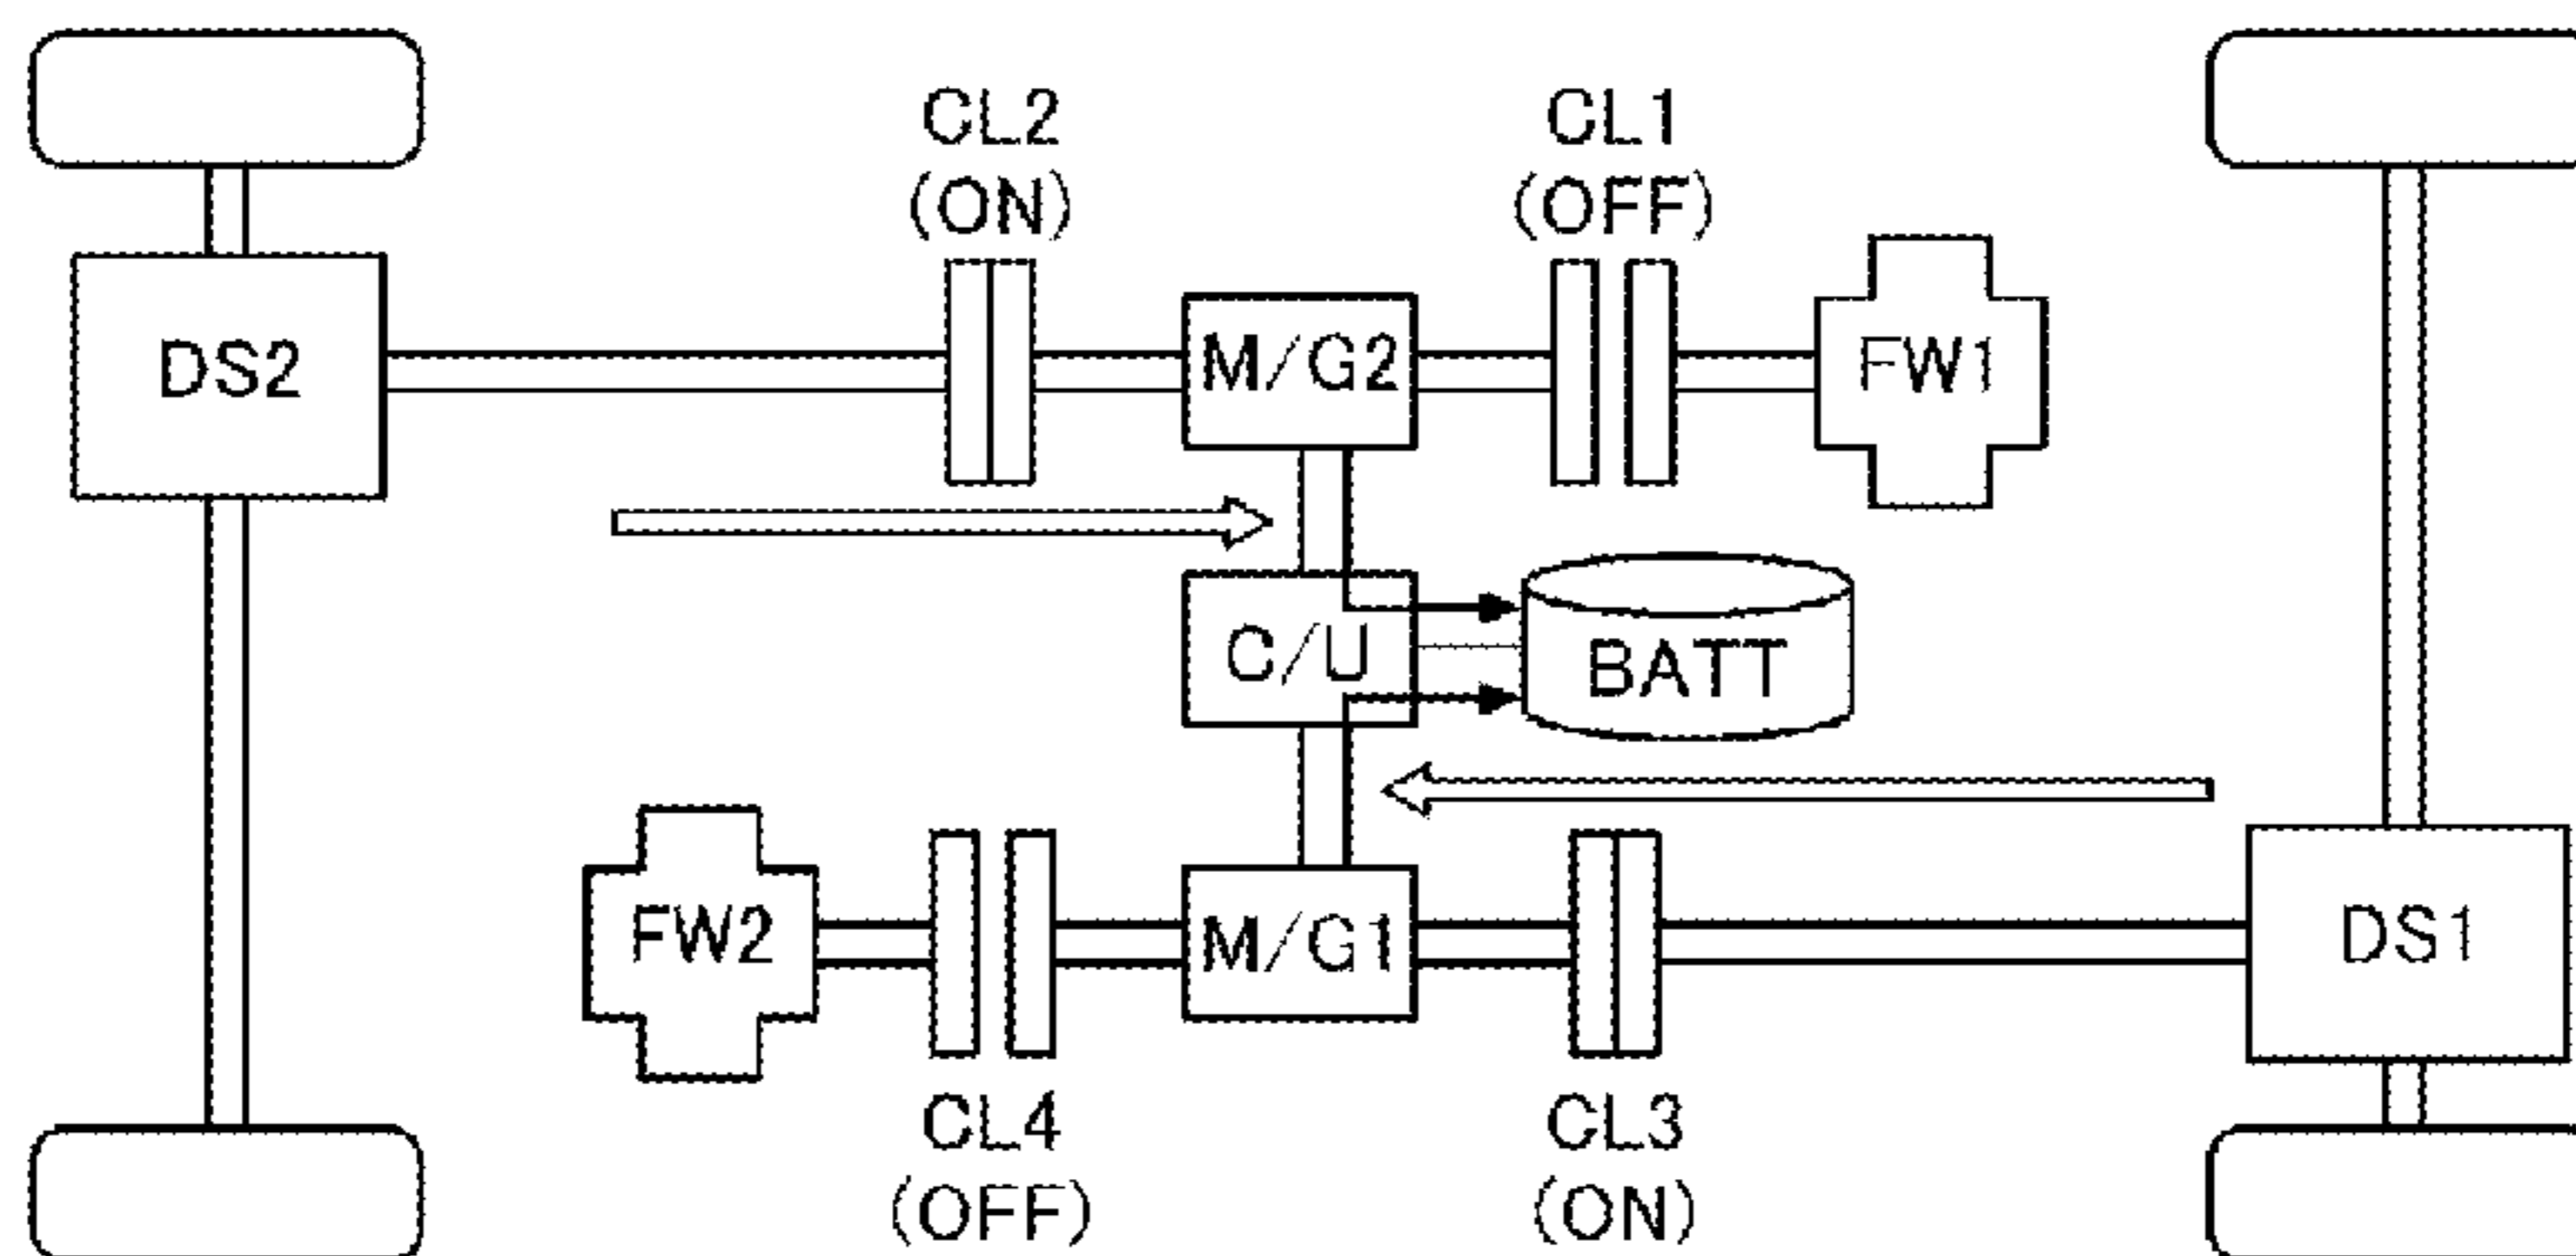 CL2
(ON)
CL1
(OFF)
DS2
M/G2
FW1
C/U
BATT
FW2
M/G1
DS1
CL4
(OFF)
CL3
(ON)